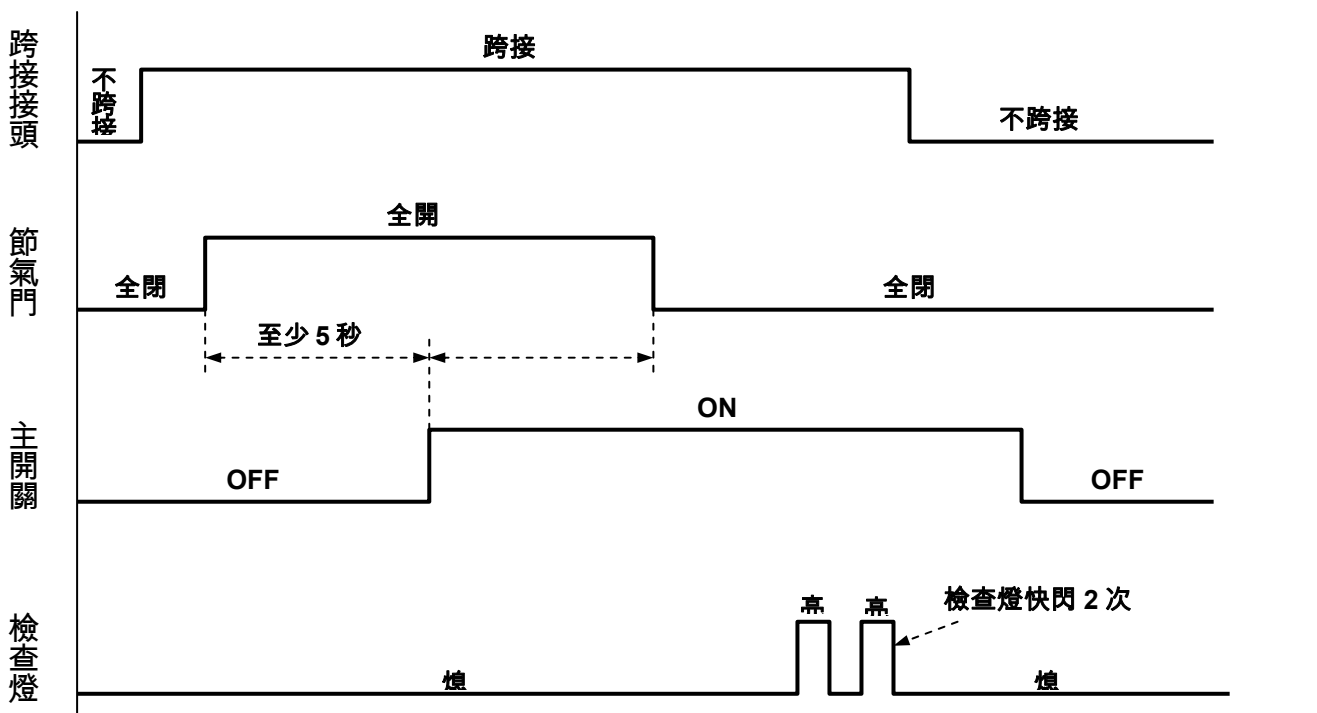 跨接接頭
不跨接
跨接
不跨接
節氣門
全閉
全開
全閉
至少 5 秒
主開關
OFF
ON
OFF
檢查燈
熄
亮
亮
檢查燈快閃 2 次
熄